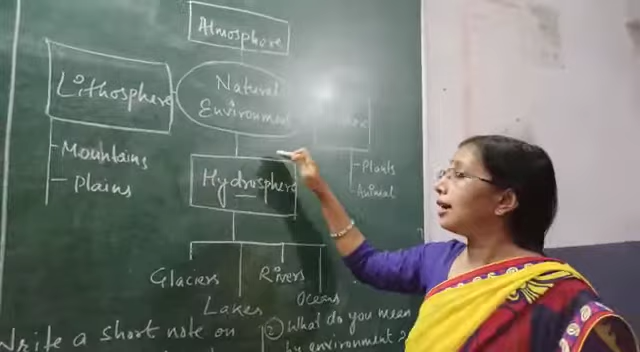 Atmosphere
Natural
Environment
Lithosphere
Mountains
Plains
Hydrosphere
Plants
Animal
Glaciers
Lakes
Rivers
Oceans
Write a short note on
② What do you mean
by environment?